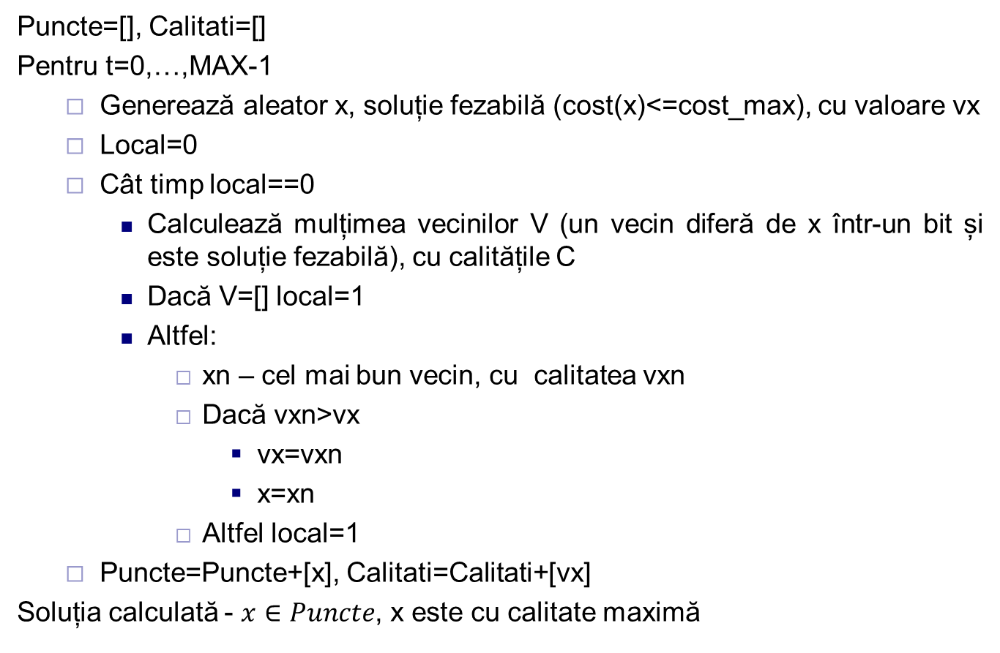 Puncte=[], Calitati=[]
Pentru t=0,…,MAX-1
Generează aleator x, soluție fezabilă (cost(x)<=cost_max), cu valoare vx
Local=0
Cât timp local==0
Calculează mulțimea vecinilor V (un vecin diferă de x într-un bit și
este soluție fezabilă), cu calitățile C
Dacă V=[] local=1
Altfel:
xn – cel mai bun vecin, cu calitatea vxn
Dacă vxn>vx
vx=vxn
x=xn
Altfel local=1
Puncte=Puncte+[x], Calitati=Calitati+[vx]
Soluția calculată - 𝑥 ∈ 𝑃𝑢𝑛𝑐𝑡𝑒, x este cu calitate maximă